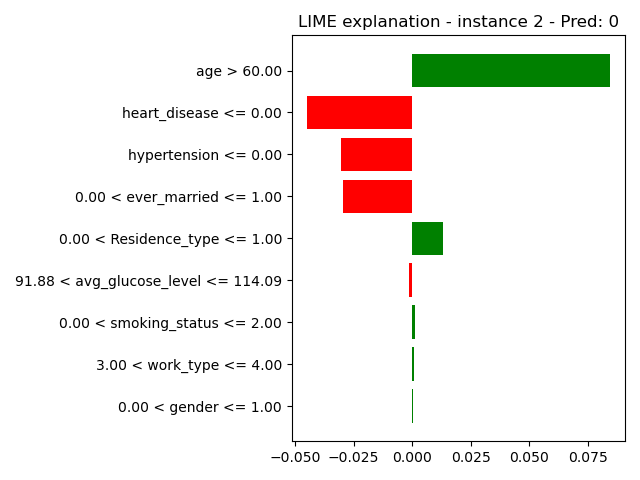 LIME explanation - instance 2 - Pred: 0
age > 60.00
heart_disease <= 0.00
hypertension <= 0.00
0.00 < ever_married <= 1.00
0.00 < Residence_type <= 1.00
91.88 < avg_glucose_level <= 114.09
0.00 < smoking_status <= 2.00
3.00 < work_type <= 4.00
0.00 < gender <= 1.00
−0.050 −0.025 0.000 0.025 0.050 0.075